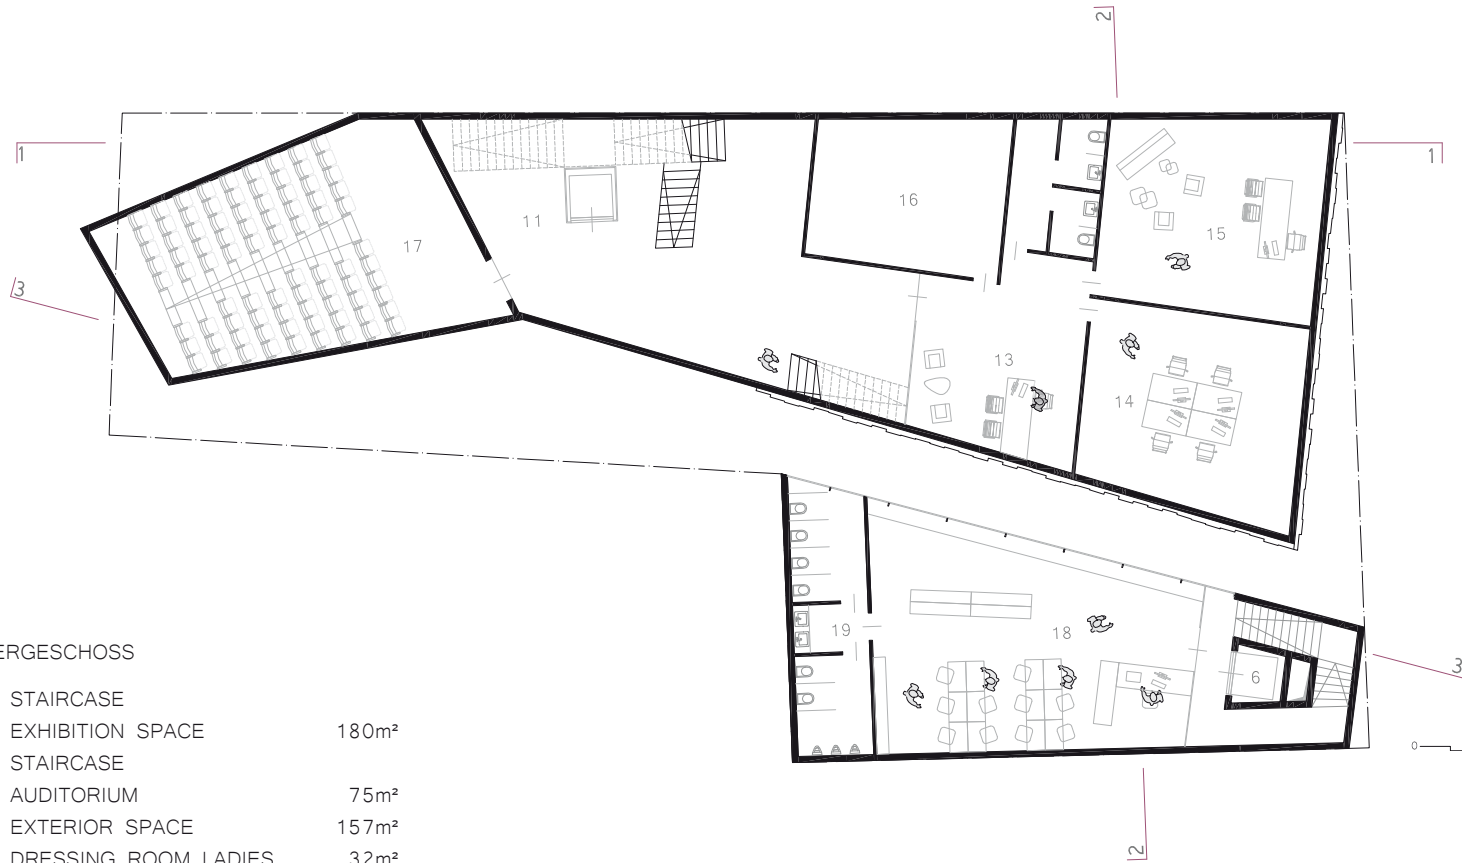 2
1
1
16
11
15
17
3
13
14
19
18
6
3
0
2
ERGESCHOSS
STAIRCASE
EXHIBITION SPACE 180m²
STAIRCASE
AUDITORIUM 75m²
EXTERIOR SPACE 157m²
DRESSING ROOM LADIES 32m²